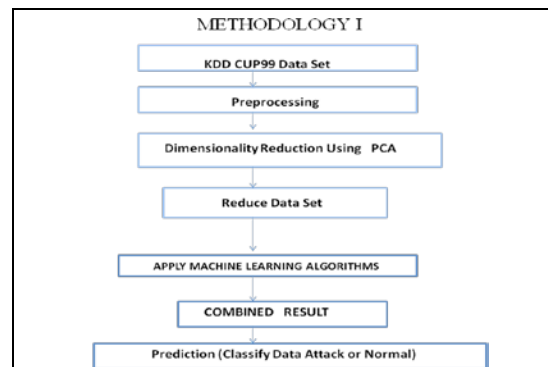 METHODOLOGY I
KDD CUP99 Data Set
Preprocessing
Dimensionality Reduction Using PCA
Reduce Data Set
APPLY MACHINE LEARNING ALGORITHMS
COMBINED RESULT
Prediction (Classify Data Attack or Normal)